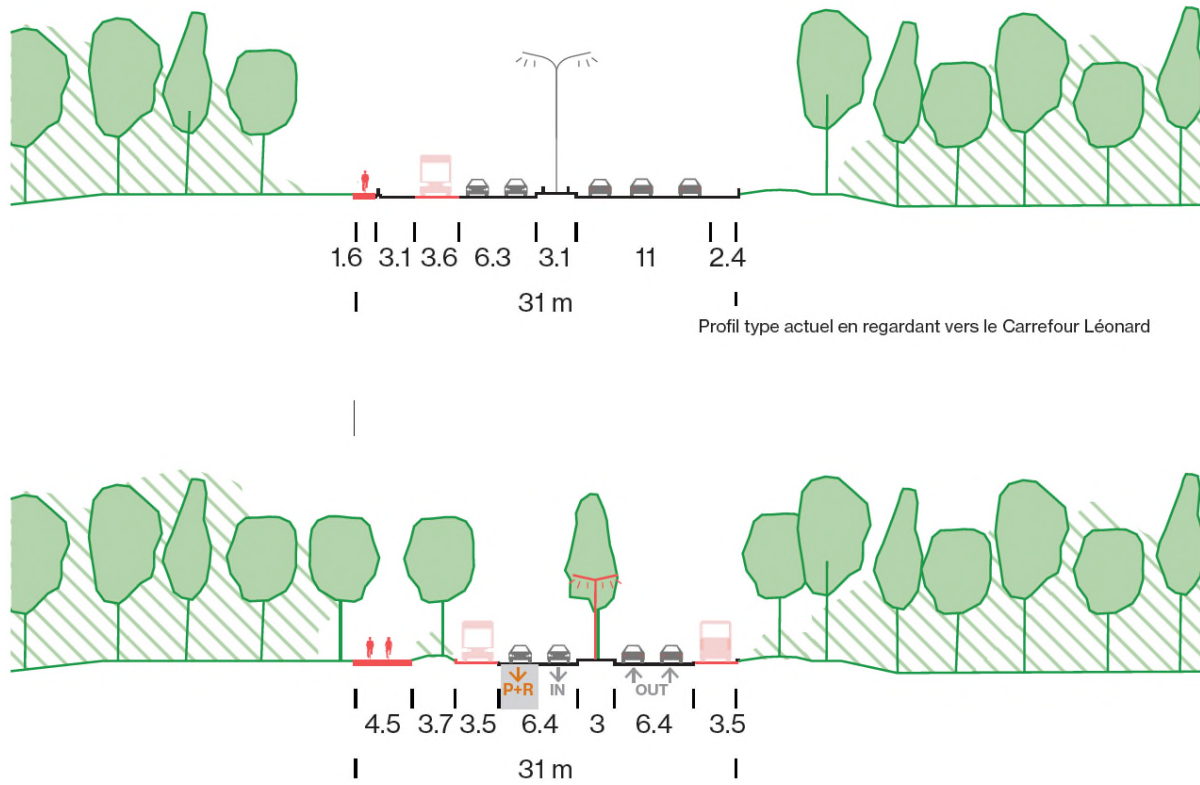 1.6 3.1 3.6 6.3 3.1 11 2.4
31 m
Profil type actuel en regardant vers le Carrefour Léonard
P+R IN OUT
4.5 3.7 3.5 6.4 3 6.4 3.5
31 m